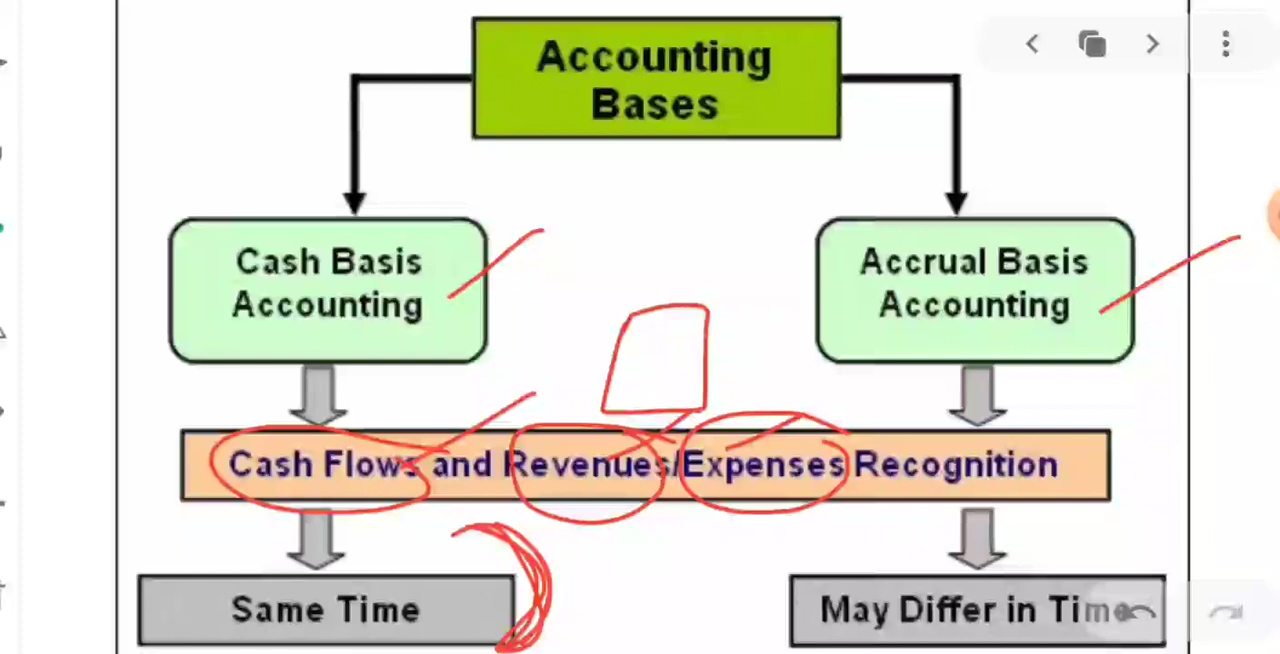 Accounting
Bases
Cash Basis
Accounting
Accrual Basis
Accounting
Cash Flows and Revenues/Expenses Recognition
Same Time
May Differ in Time